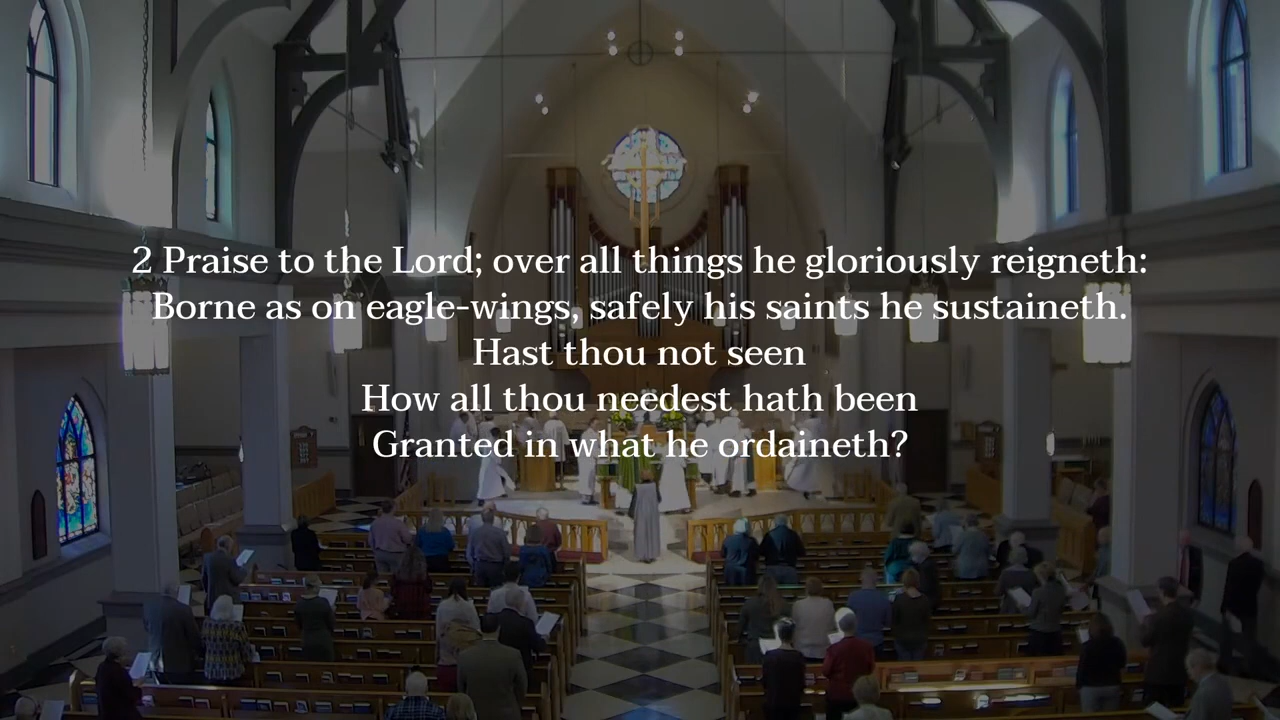 2 Praise to the Lord; over all things he gloriously reigneth:
Borne as on eagle-wings, safely his saints he sustaineth.
Hast thou not seen
How all thou needest hath been
Granted in what he ordaineth?